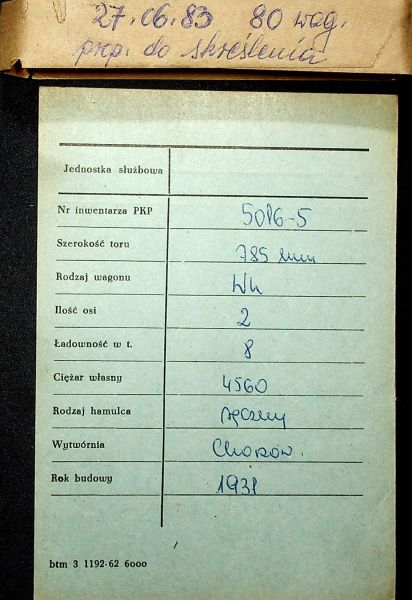 27.06.83 80 wag.
prop. do skreślenia
Jednostka służbowa
Nr inwentarza PKP 5016-5
Szerokość toru 785 mm
Rodzaj wagonu Wh
Ilość osi 2
Ładowność w t. 8
Ciężar własny 4560
Rodzaj hamulca ręczny
Wytwórnia Chorzów.
Rok budowy 1931
btm 3 1192-62 6000